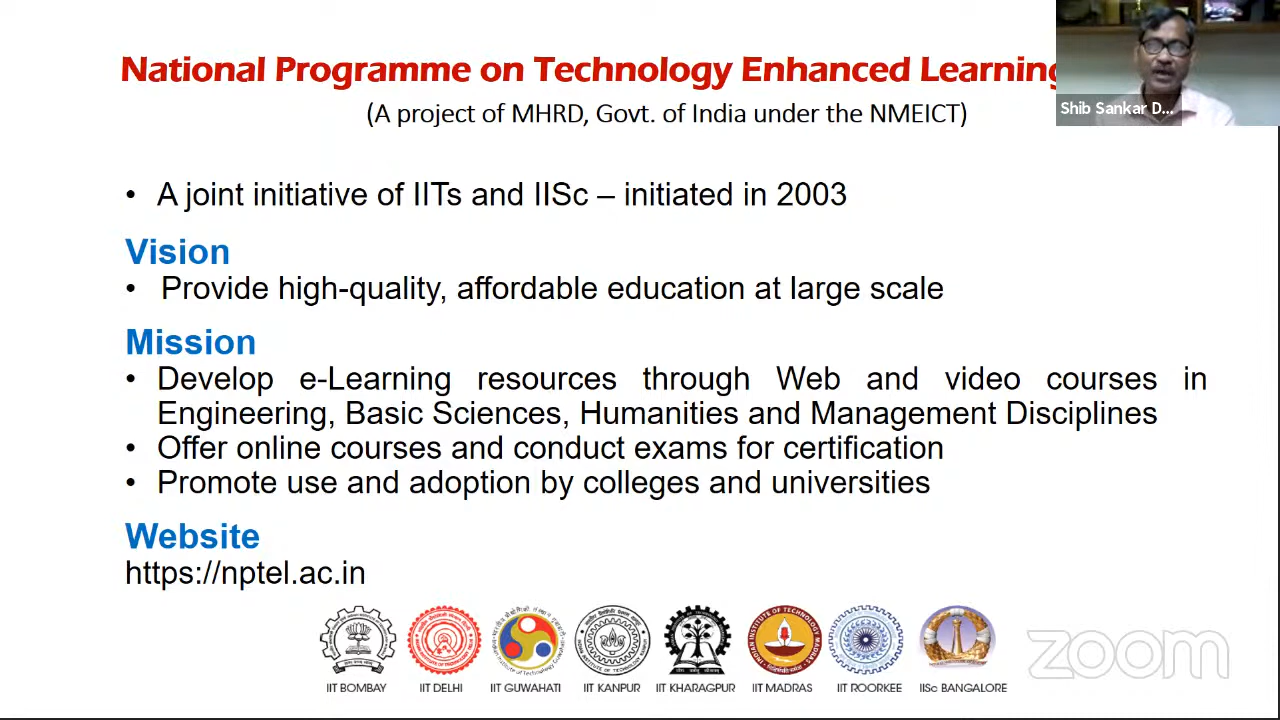 National Programme on Technology Enhanced Learning
(A project of MHRD, Govt. of India under the NMEICT)
Shib Sankar D...
• A joint initiative of IITs and IISc – initiated in 2003
Vision
• Provide high-quality, affordable education at large scale
Mission
• Develop e-Learning resources through Web and video courses in
Engineering, Basic Sciences, Humanities and Management Disciplines
• Offer online courses and conduct exams for certification
• Promote use and adoption by colleges and universities
Website
https://nptel.ac.in
IIT BOMBAY IIT DELHI IIT GUWAHATI IIT KANPUR IIT KHARAGPUR IIT MADRAS IIT ROORKEE IISc BANGALORE
zoom